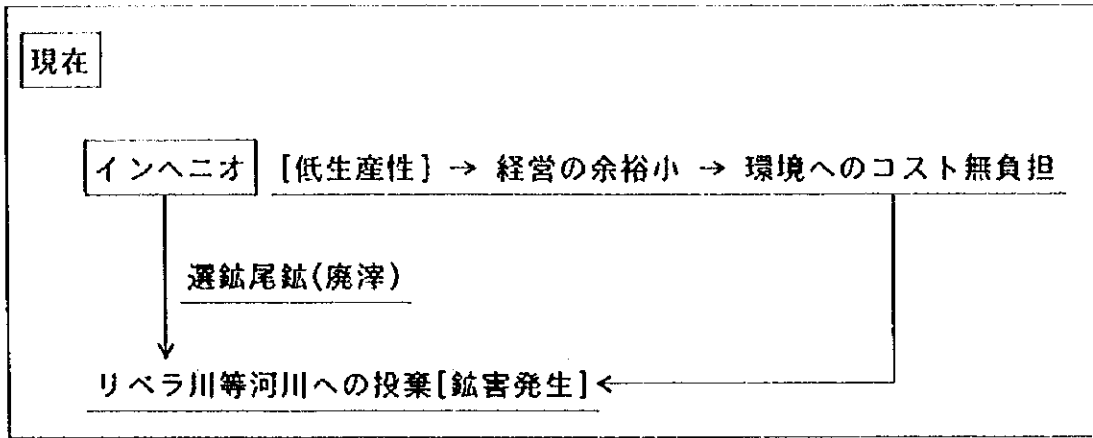 現在
インヘニオ [低生産性] → 経営の余裕小 → 環境へのコスト無負担
選鉱尾鉱(廃滓)
リベラ川等河川への投棄[鉱害発生]